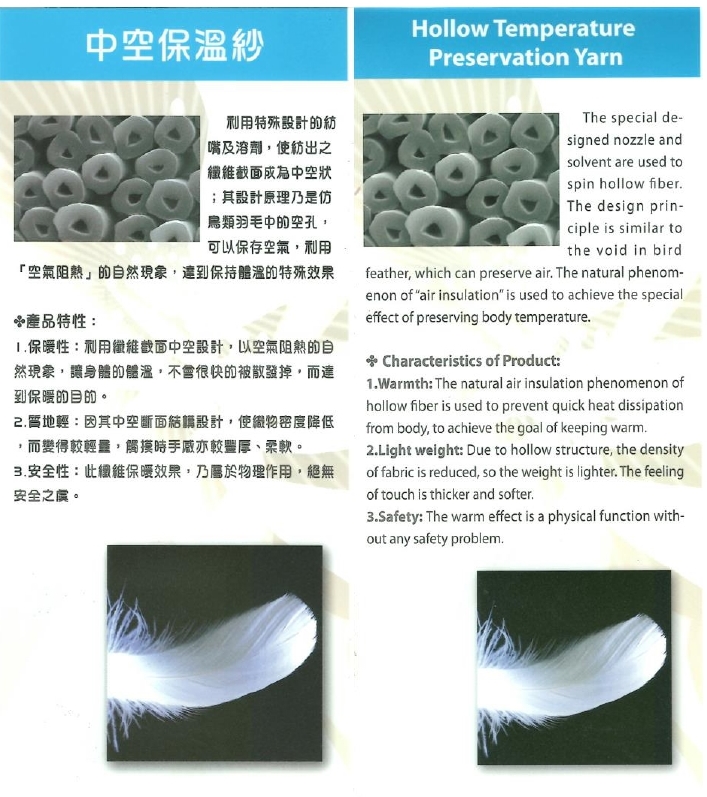 中空保溫紗
利用特殊設計的紡
嘴及溶劑，使紡出之
纖維截面成為中空狀
；其設計原理乃是仿
鳥類羽毛中的空孔，
可以保存空氣，利用
「空氣阻熱」的自然現象，達到保持體溫的特殊效果
✤產品特性：
1.保暖性：利用纖維截面中空設計，以空氣阻熱的自
然現象，讓身體的體溫，不會很快的被散發掉，而達
到保暖的目的。
2.質地輕：因其中空斷面結構設計，使織物密度降低
，而變得較輕量，觸摸時手感亦較豐厚、柔軟。
3.安全性：此纖維保暖效果，乃屬於物理作用，絕無
安全之虞。
Hollow Temperature
Preservation Yarn
The special de-
signed nozzle and
solvent are used to
spin hollow fiber.
The design prin-
ciple is similar to
the void in bird
feather, which can preserve air. The natural phenom-
enon of "air insulation" is used to achieve the special
effect of preserving body temperature.
✤ Characteristics of Product:
1.Warmth: The natural air insulation phenomenon of
hollow fiber is used to prevent quick heat dissipation
from body, to achieve the goal of keeping warm.
2.Light weight: Due to hollow structure, the density
of fabric is reduced, so the weight is lighter. The feeling
of touch is thicker and softer.
3.Safety: The warm effect is a physical function with-
out any safety problem.